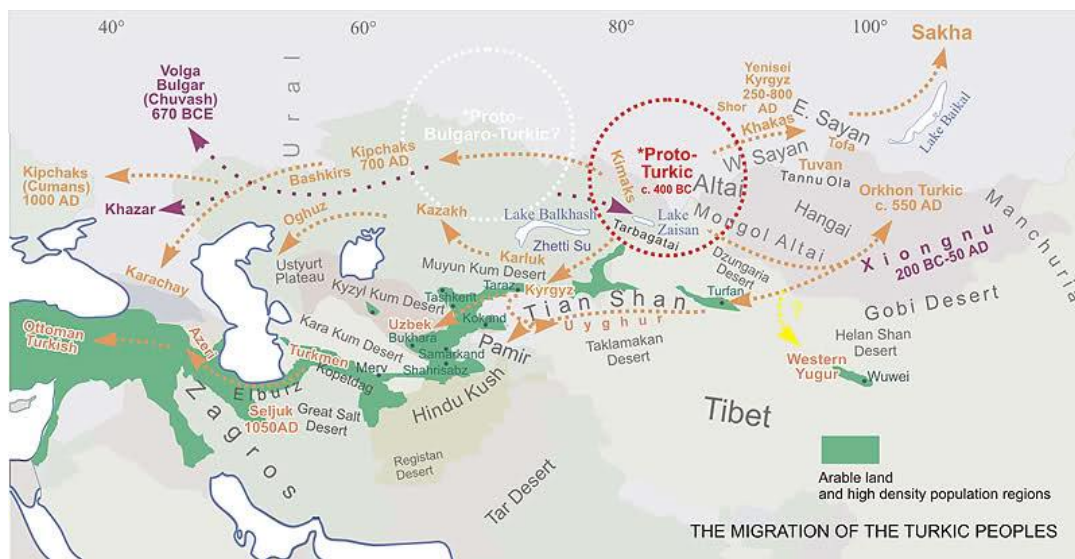 40°
60°
80°
100°
Sakha
Volga
Bulgar
(Chuvash)
670 BCE
Ural
*Proto-
Bulgaro-Turkic?
Yenisei
Kyrgyz
250-800
AD
Shor
Khakas
E. Sayan
Lake Baikal
Tofa
W. Sayan
Tuvan
Tannu Ola
Kipchaks
700 AD
Bashkirs
Kimaks
*Proto-
Turkic
c. 400 BC
Altai
Kipchaks
(Cumans)
1000 AD
Khazar
Oghuz
Kazakh
Lake Balkhash
Lake
Zaisan
Tarbagatai
Zhetti Su
Mongol Altai
Hangai
Orkhon Turkic
c. 550 AD
Manchuria
Xiongnu
200 BC-50 AD
Karachay
Ustyurt
Plateau
Karluk
Muyun Kum Desert
Taraz
Kyrgyz
Kyzyl Kum Desert
Tashkent
Dzungaria
Desert
Turfan
Tian Shan
Gobi Desert
Ottoman
Turkish
Azeri
Uzbek
Kokand
Bukhara
Uyghur
?
Kara Kum Desert
Samarkand
Shahrisabz
Pamir
Taklamakan
Desert
Helan Shan
Desert
Turkmen
Merv
Kopeldag
Elburz
Western
Yugur
Wuwei
Zagros
Seljuk
1050AD
Great Salt
Desert
Hindu Kush
Tibet
Registan
Desert
Tar Desert
Arable land
and high density population regions
THE MIGRATION OF THE TURKIC PEOPLES